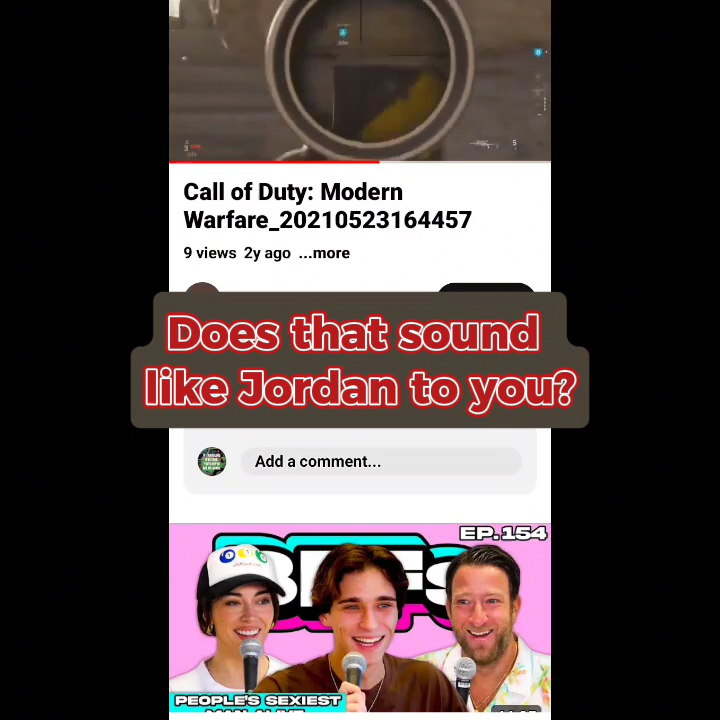 Call of Duty: Modern
Warfare_20210523164457
9 views 2y ago ...more
Does that sound
like Jordan to you?
Add a comment...
EP.154
PEOPLE'S SEXIEST